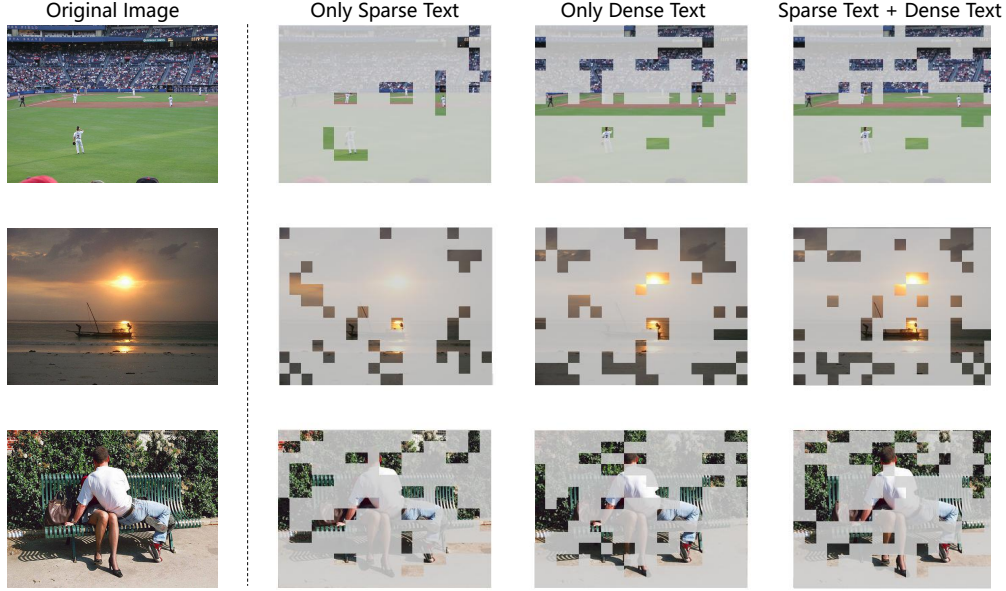 Original Image
Only Sparse Text
Only Dense Text
Sparse Text + Dense Text